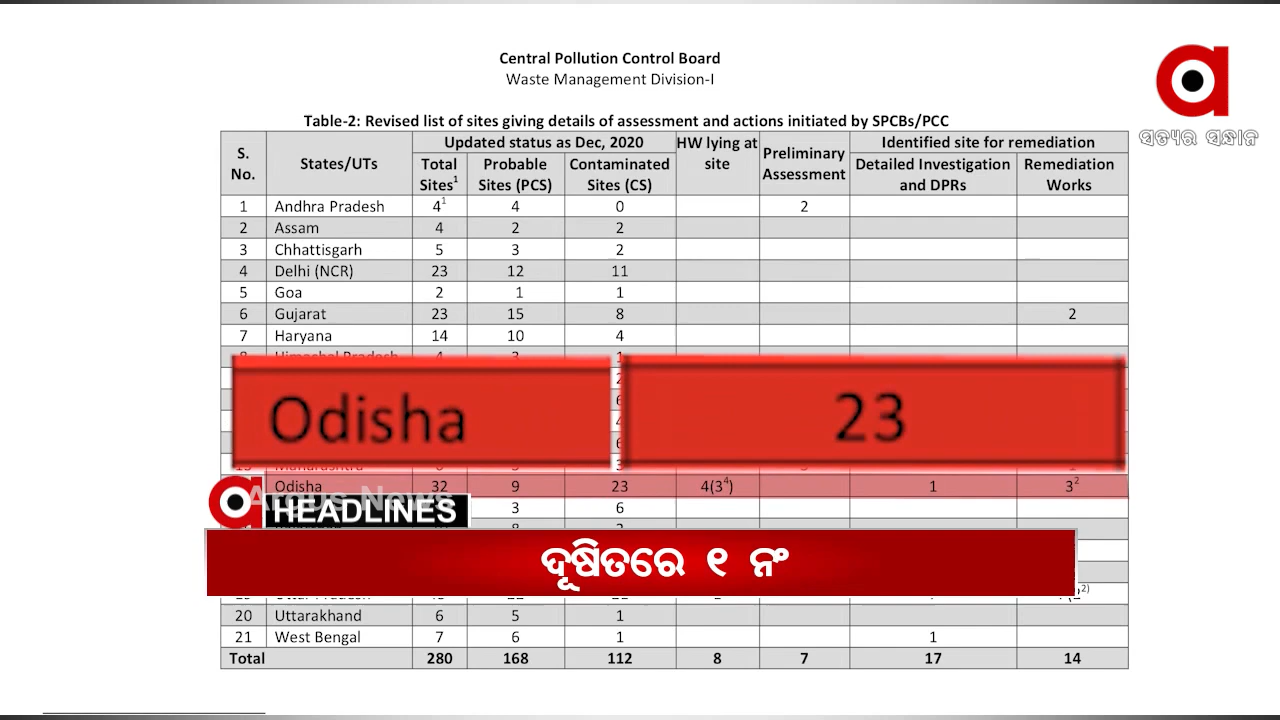 Central Pollution Control Board
Waste Management Division-I
ସତ୍ୟର ସନ୍ଧାନ
Table-2: Revised list of sites giving details of assessment and actions initiated by SPCBs/PCC
S. No. States/UTs Updated status as Dec, 2020 HW lying at site Preliminary Assessment Identified site for remediation
Total Sites¹ Probable Sites (PCS) Contaminated Sites (CS) Detailed Investigation and DPRs Remediation Works
1 Andhra Pradesh 4¹ 4 0 2
2 Assam 4 2 2
3 Chhattisgarh 5 3 2
4 Delhi (NCR) 23 12 11
5 Goa 2 1 1
6 Gujarat 23 15 8 2
7 Haryana 14 10 4
Odisha 23
Odisha 32 9 23 4(3⁴) 1 3²
Argus News
HEADLINES
3 6
ଦୂଷିତରେ ୧ ନଂ
20 Uttarakhand 6 5 1
21 West Bengal 7 6 1 1
Total 280 168 112 8 7 17 14